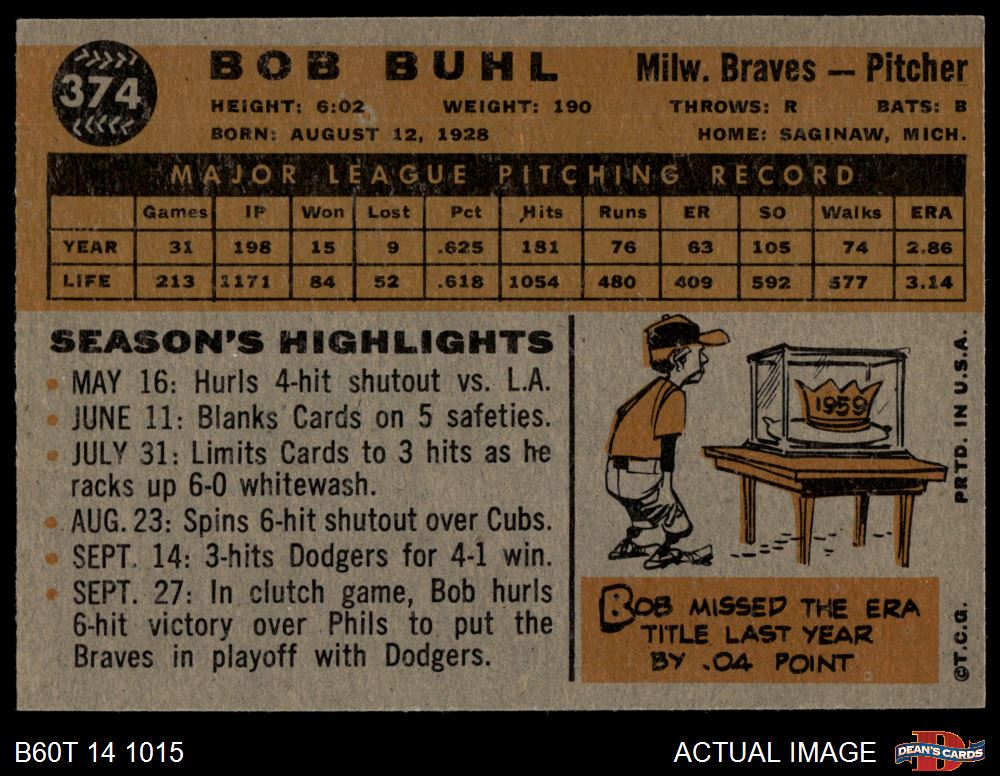 374
BOB BUHL
Milw. Braves — Pitcher
HEIGHT: 6:02 WEIGHT: 190 THROWS: R BATS: B
BORN: AUGUST 12, 1928 HOME: SAGINAW, MICH.
MAJOR LEAGUE PITCHING RECORD
Games IP Won Lost Pct Hits Runs ER SO Walks ERA
YEAR 31 198 15 9 .625 181 76 63 105 74 2.86
LIFE 213 1171 84 52 .618 1054 480 409 592 577 3.14
SEASON'S HIGHLIGHTS
• MAY 16: Hurls 4-hit shutout vs. L.A.
• JUNE 11: Blanks Cards on 5 safeties.
• JULY 31: Limits Cards to 3 hits as he
racks up 6-0 whitewash.
• AUG. 23: Spins 6-hit shutout over Cubs.
• SEPT. 14: 3-hits Dodgers for 4-1 win.
• SEPT. 27: In clutch game, Bob hurls
6-hit victory over Phils to put the
Braves in playoff with Dodgers.
1959
BOB MISSED THE ERA
TITLE LAST YEAR
BY .04 POINT
©T.C.G. PRTD. IN U.S.A.
B60T 14 1015
ACTUAL IMAGE
DEAN'S CARDS